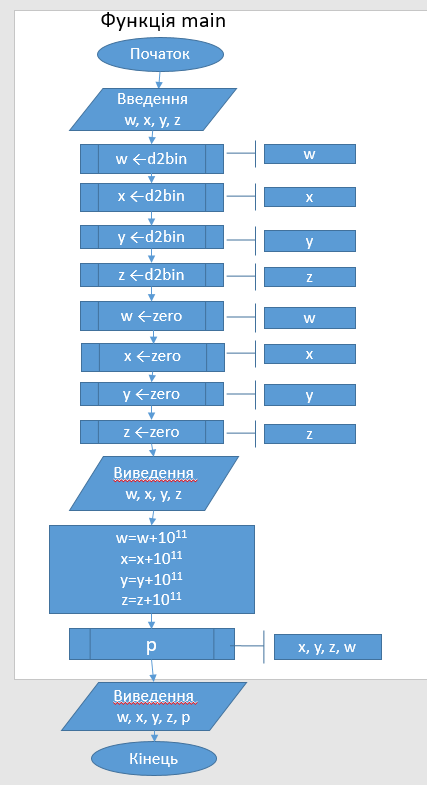 Функція main
Початок
Введення
w, x, y, z
w ←d2bin
w
x ←d2bin
x
y ←d2bin
y
z ←d2bin
z
w ←zero
w
x ←zero
x
y ←zero
y
z ←zero
z
Виведення
w, x, y, z
w=w+10¹¹
x=x+10¹¹
y=y+10¹¹
z=z+10¹¹
p
x, y, z, w
Виведення
w, x, y, z, p
Кінець